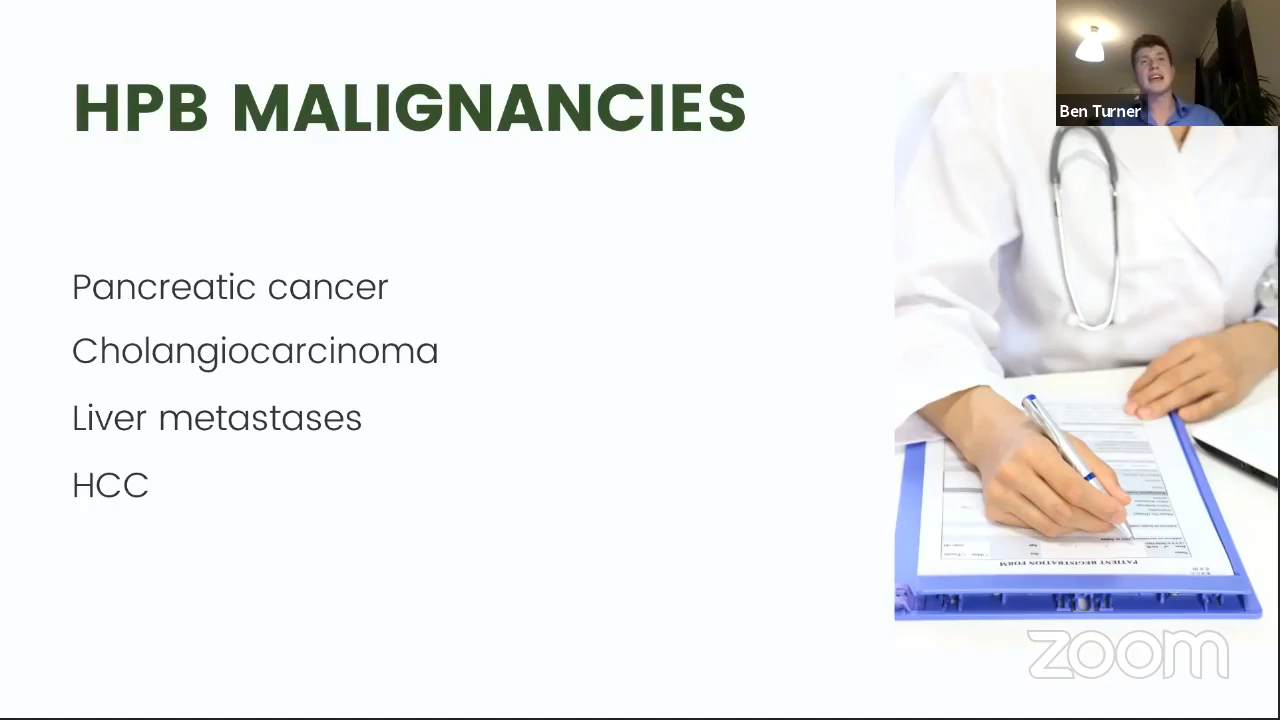 HPB MALIGNANCIES
Ben Turner
Pancreatic cancer
Cholangiocarcinoma
Liver metastases
HCC
PATIENT REGISTRATION FORM
zoom